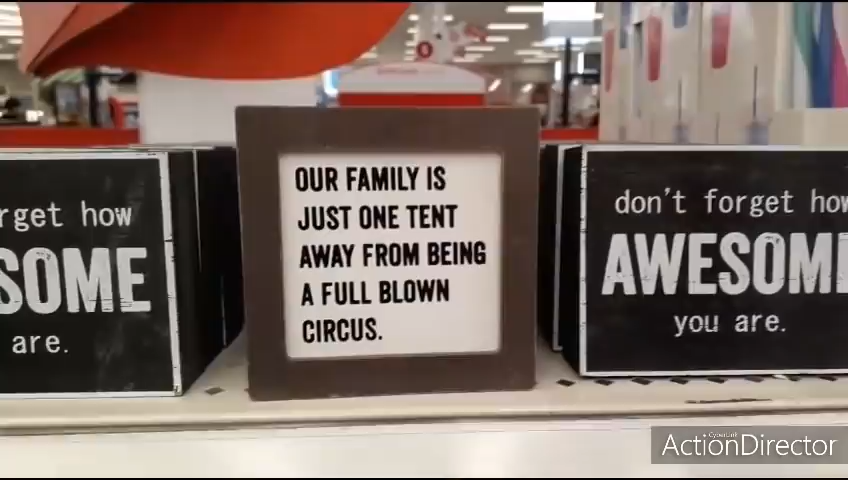 rget how
SOME
are.
OUR FAMILY IS
JUST ONE TENT
AWAY FROM BEING
A FULL BLOWN
CIRCUS.
don't forget how
AWESOME
you are.
CyberLink
ActionDirector